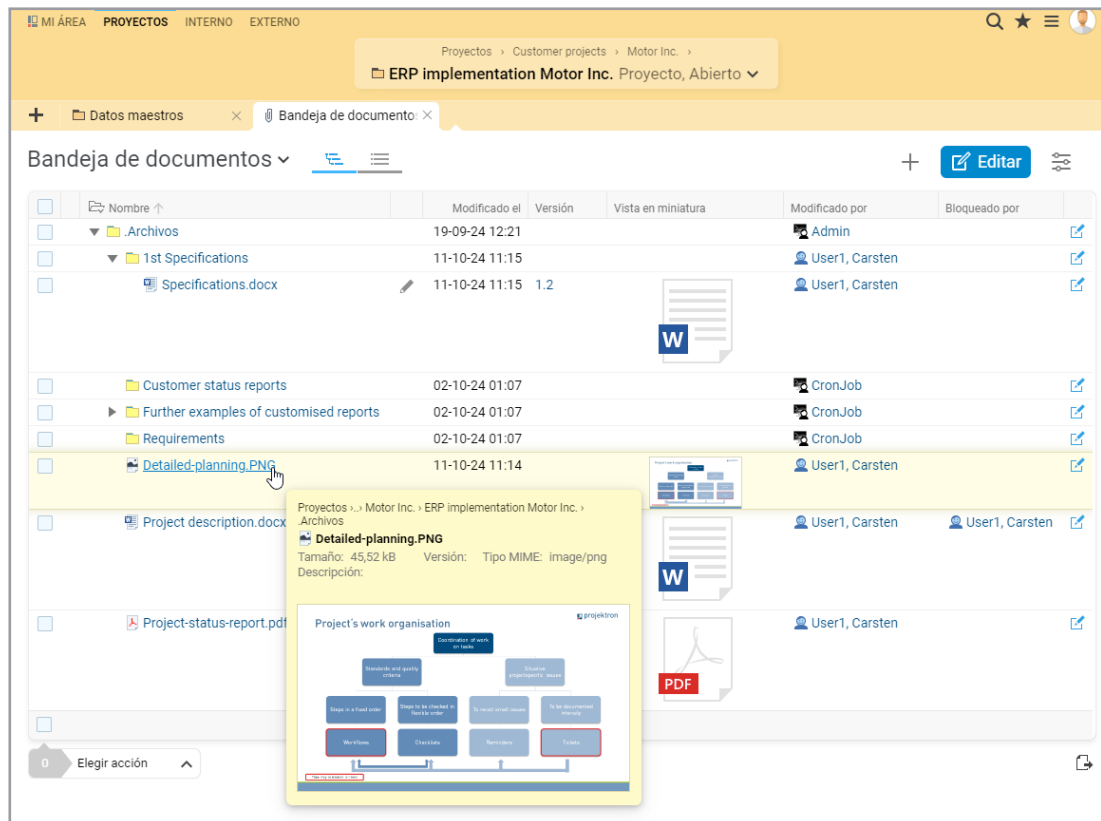 MI ÁREA PROYECTOS INTERNO EXTERNO
Proyectos › Customer projects › Motor Inc. ›
ERP implementation Motor Inc. Proyecto, Abierto
Datos maestros
Bandeja de documento
Bandeja de documentos
Editar
Nombre Modificado el Versión Vista en miniatura Modificado por Bloqueado por
.Archivos 19-09-24 12:21 Admin
1st Specifications 11-10-24 11:15 User1, Carsten
Specifications.docx 11-10-24 11:15 1.2 User1, Carsten
W
Customer status reports 02-10-24 01:07 CronJob
Further examples of customised reports 02-10-24 01:07 CronJob
Requirements 02-10-24 01:07 CronJob
Detailed-planning.PNG 11-10-24 11:14 User1, Carsten
Project description.docx User1, Carsten User1, Carsten
W
Project-status-report.pdf User1, Carsten
PDF
Proyectos ›..› Motor Inc. › ERP implementation Motor Inc. ›
.Archivos
Detailed-planning.PNG
Tamaño: 45,52 kB Versión: Tipo MIME: image/png
Descripción:
projektron
Project's work organisation
Coordination of work
on tasks
Standards and quality
criteria
Situative
project-specific issues
Steps in a fixed order
Steps to be checked in
flexible order
To recall small issues
To be documented
intensely
Workflows
Checklists
Reminders
Tickets
0 Elegir acción